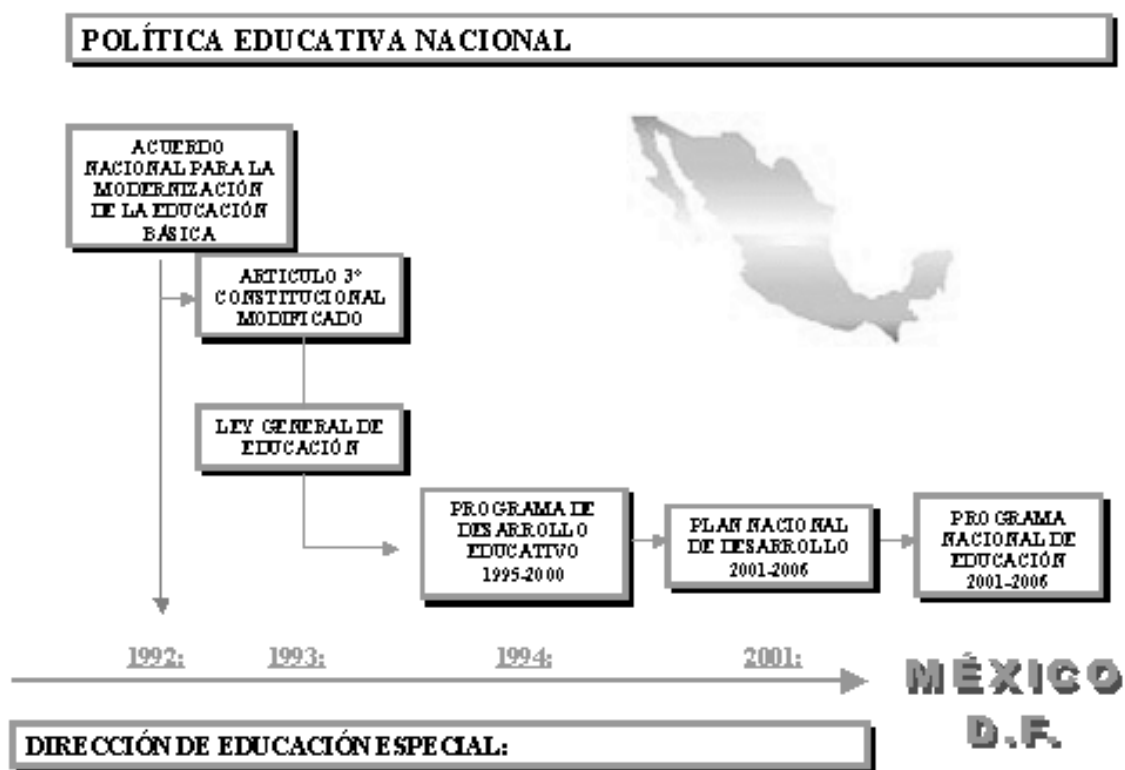 POLÍTICA EDUCATIVA NACIONAL
ACUERDO
NACIONAL PARA LA
MODERNIZACIÓN
DE LA EDUCACIÓN
BÁSICA
ARTICULO 3º
CONSTITUCIONAL
MODIFICADO
LEY GENERAL DE
EDUCACIÓN
PROGRAMA DE
DESARROLLO
EDUCATIVO
1995-2000
PLAN NACIONAL
DE DESARROLLO
2001-2006
PROGRAMA
NACIONAL DE
EDUCACIÓN
2001-2006
1992:
1993:
1994:
2001:
MÉXICO
D.F.
DIRECCIÓN DE EDUCACIÓN ESPECIAL: